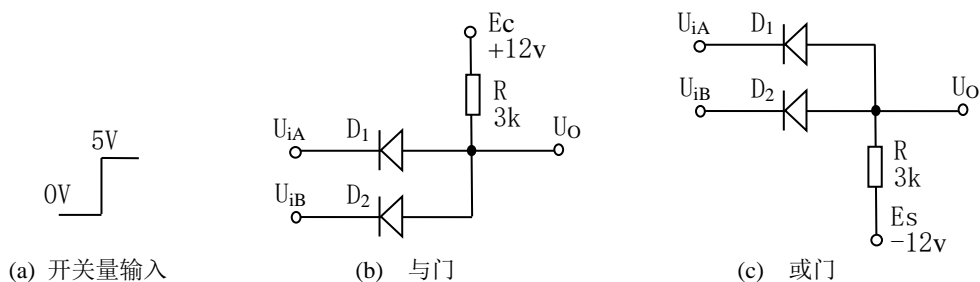 5V
0V
(a) 开关量输入
Ec
+12v
R
3k
UiA
D1
UO
UiB
D2
(b) 与门
UiA
D1
UiB
D2
UO
R
3k
Es
-12v
(c) 或门